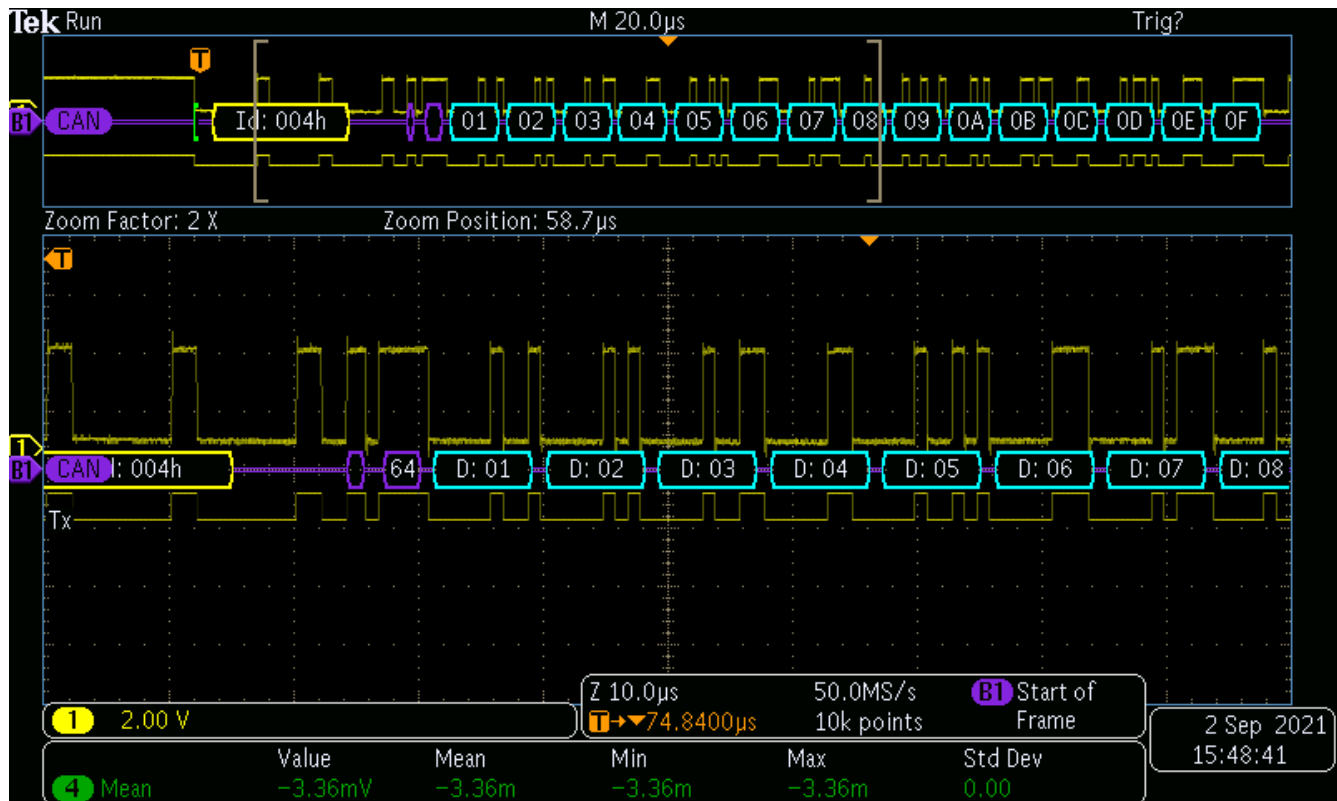 Tek Run M 20.0µs Trig?
T
1
B1 CAN Id: 004h 01 02 03 04 05 06 07 08 09 0A 0B 0C 0D 0E 0F
Zoom Factor: 2 X Zoom Position: 58.7µs
T
1
B1 CAN l: 004h 64 D: 01 D: 02 D: 03 D: 04 D: 05 D: 06 D: 07 D: 08
Tx
Z 10.0µs 50.0MS/s B1 Start of
1 2.00 V T→▼74.8400µs 10k points Frame
2 Sep 2021
15:48:41
Value Mean Min Max Std Dev
4 Mean −3.36mV −3.36m −3.36m −3.36m 0.00